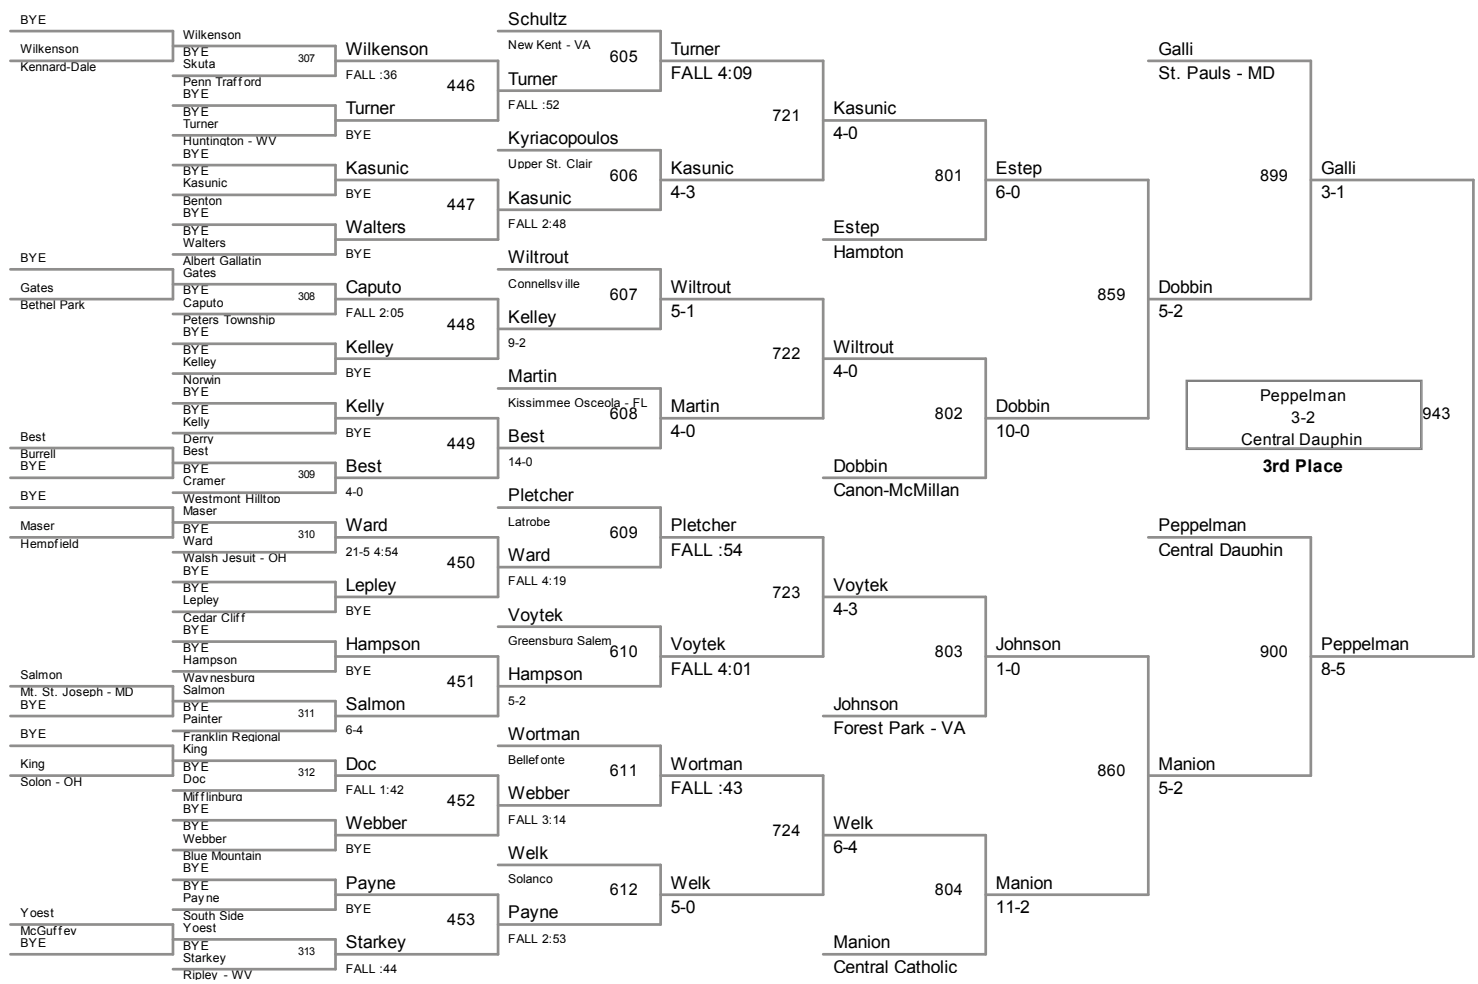 BYE
Wilkenson
Kennard-Dale
BYE
Gates
Bethel Park
Best
Burrell
BYE
BYE
Maser
Hempfield
Salmon
Mt. St. Joseph - MD
BYE
BYE
King
Solon - OH
Yoest
McGuffey
BYE
Wilkenson
BYE
Skuta
307
Penn Trafford
BYE
BYE
Turner
Huntington - WV
BYE
BYE
Kasunic
Benton
BYE
BYE
Walters
Albert Gallatin
Gates
BYE
Caputo
308
Peters Township
BYE
BYE
Kelley
Norwin
BYE
BYE
Kelly
Derry
Best
BYE
Cramer
309
Westmont Hilltop
Maser
BYE
Ward
310
Walsh Jesuit - OH
BYE
BYE
Lepley
Cedar Cliff
BYE
BYE
Hampson
Waynesburg
Salmon
BYE
Painter
311
Franklin Regional
King
BYE
Doc
312
Mifflinburg
BYE
BYE
Webber
Blue Mountain
BYE
BYE
Payne
South Side
Yoest
BYE
Starkey
313
Ripley - WV
Wilkenson
FALL :36
446
Turner
BYE
Kasunic
BYE
447
Walters
BYE
Caputo
FALL 2:05
448
Kelley
BYE
Kelly
BYE
449
Best
4-0
Ward
21-5 4:54
450
Lepley
BYE
Hampson
BYE
451
Salmon
6-4
Doc
FALL 1:42
452
Webber
BYE
Payne
BYE
453
Starkey
FALL :44
Schultz
New Kent - VA
605
Turner
FALL :52
Kyriacopoulos
Upper St. Clair
606
Kasunic
FALL 2:48
Wiltrout
Connellsville
607
Kelley
9-2
Martin
Kissimmee Osceola - FL
608
Best
14-0
Pletcher
Latrobe
609
Ward
FALL 4:19
Voytek
Greensburg Salem
610
Hampson
5-2
Wortman
Bellefonte
611
Webber
FALL 3:14
Welk
Solanco
612
Payne
FALL 2:53
Turner
FALL 4:09
721
Kasunic
4-3
Wiltrout
5-1
722
Martin
4-0
Pletcher
FALL :54
723
Voytek
FALL 4:01
Wortman
FALL :43
724
Welk
5-0
Kasunic
4-0
801
Estep
Hampton
Wiltrout
4-0
802
Dobbin
Canon-McMillan
Voytek
4-3
803
Johnson
Forest Park - VA
Welk
6-4
804
Manion
Central Catholic
Estep
6-0
859
Dobbin
10-0
Johnson
1-0
860
Manion
11-2
Galli
St. Pauls - MD
899
Dobbin
5-2
Peppelman
Central Dauphin
900
Manion
5-2
Galli
3-1
Peppelman
3-2
Central Dauphin
943
3rd Place
Peppelman
8-5